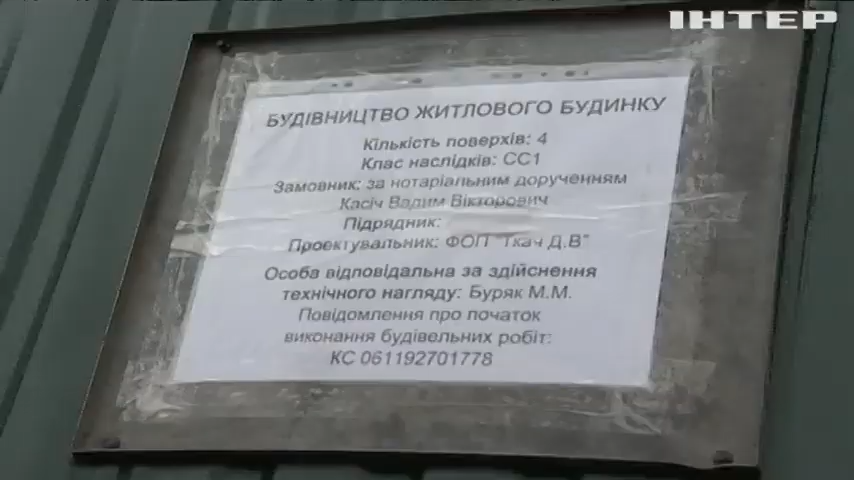 ІНТЕР
БУДІВНИЦТВО ЖИТЛОВОГО БУДИНКУ
Кількість поверхів: 4
Клас наслідків: СС1
Замовник: за нотаріальним дорученням
Касіч Вадим Вікторович
Підрядник:
Проектувальник: ФОП "Ткач Д.В"
Особа відповідальна за здійснення
технічного нагляду: Буряк М.М.
Повідомлення про початок
виконання будівельних робіт:
КС 061192701778